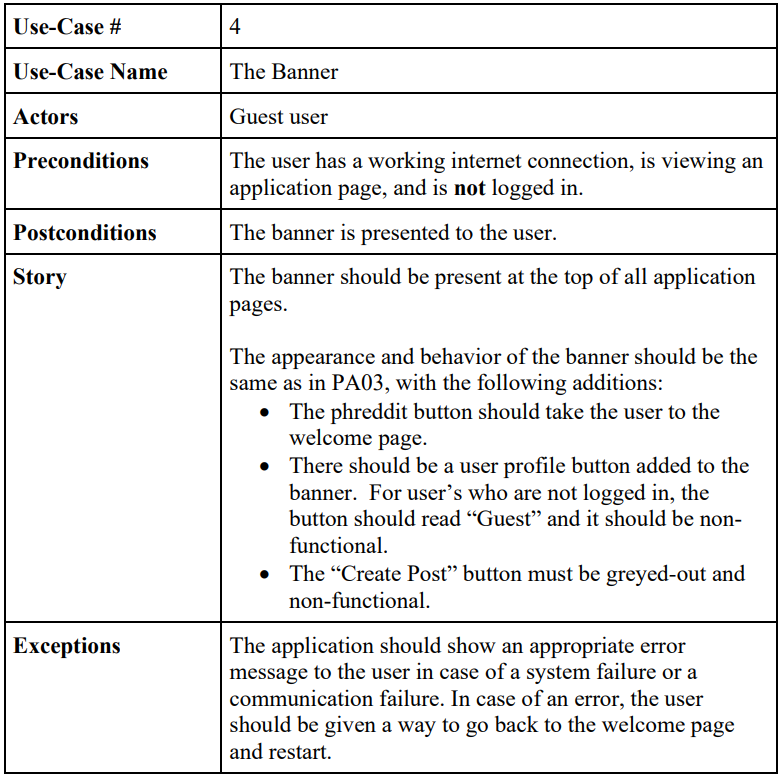 Use-Case # 4
Use-Case Name The Banner
Actors Guest user
Preconditions The user has a working internet connection, is viewing an
application page, and is not logged in.
Postconditions The banner is presented to the user.
Story The banner should be present at the top of all application
pages.
The appearance and behavior of the banner should be the
same as in PA03, with the following additions:
• The phreddit button should take the user to the
welcome page.
• There should be a user profile button added to the
banner.  For user’s who are not logged in, the
button should read “Guest” and it should be non-
functional.
• The “Create Post” button must be greyed-out and
non-functional.
Exceptions The application should show an appropriate error
message to the user in case of a system failure or a
communication failure. In case of an error, the user
should be given a way to go back to the welcome page
and restart.